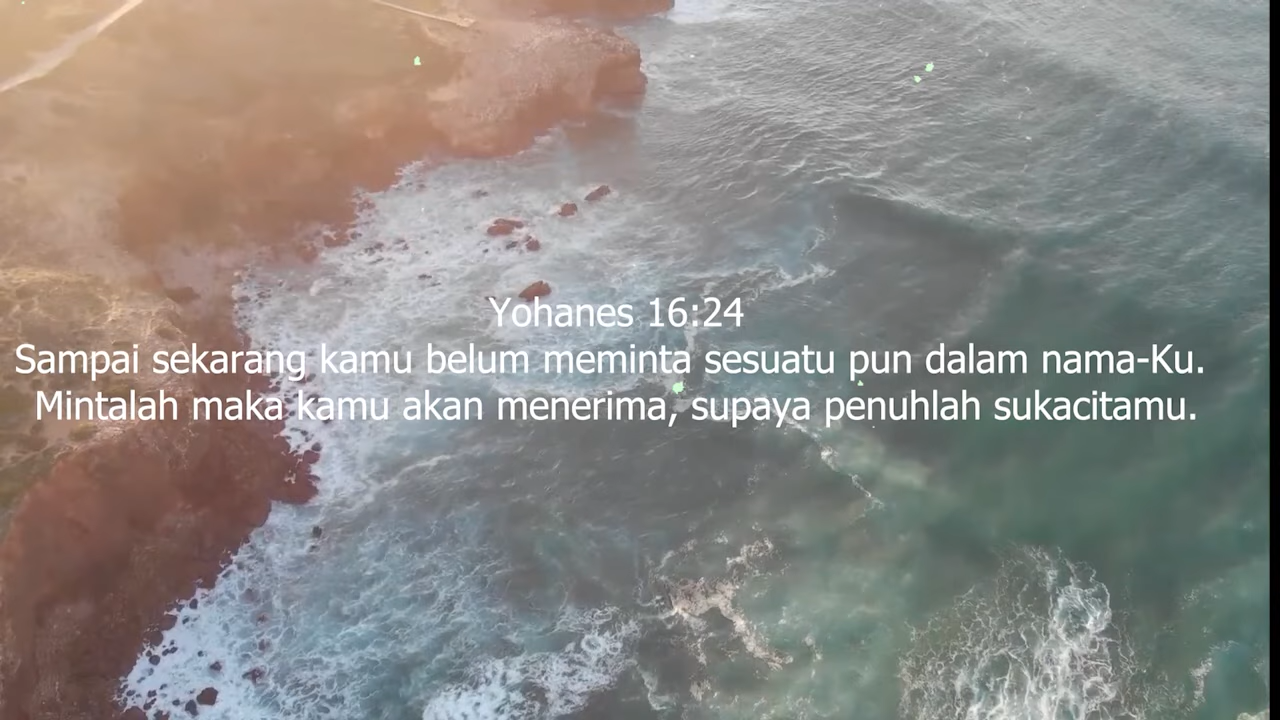 Yohanes 16:24
Sampai sekarang kamu belum meminta sesuatu pun dalam nama-Ku.
Mintalah maka kamu akan menerima, supaya penuhlah sukacitamu.